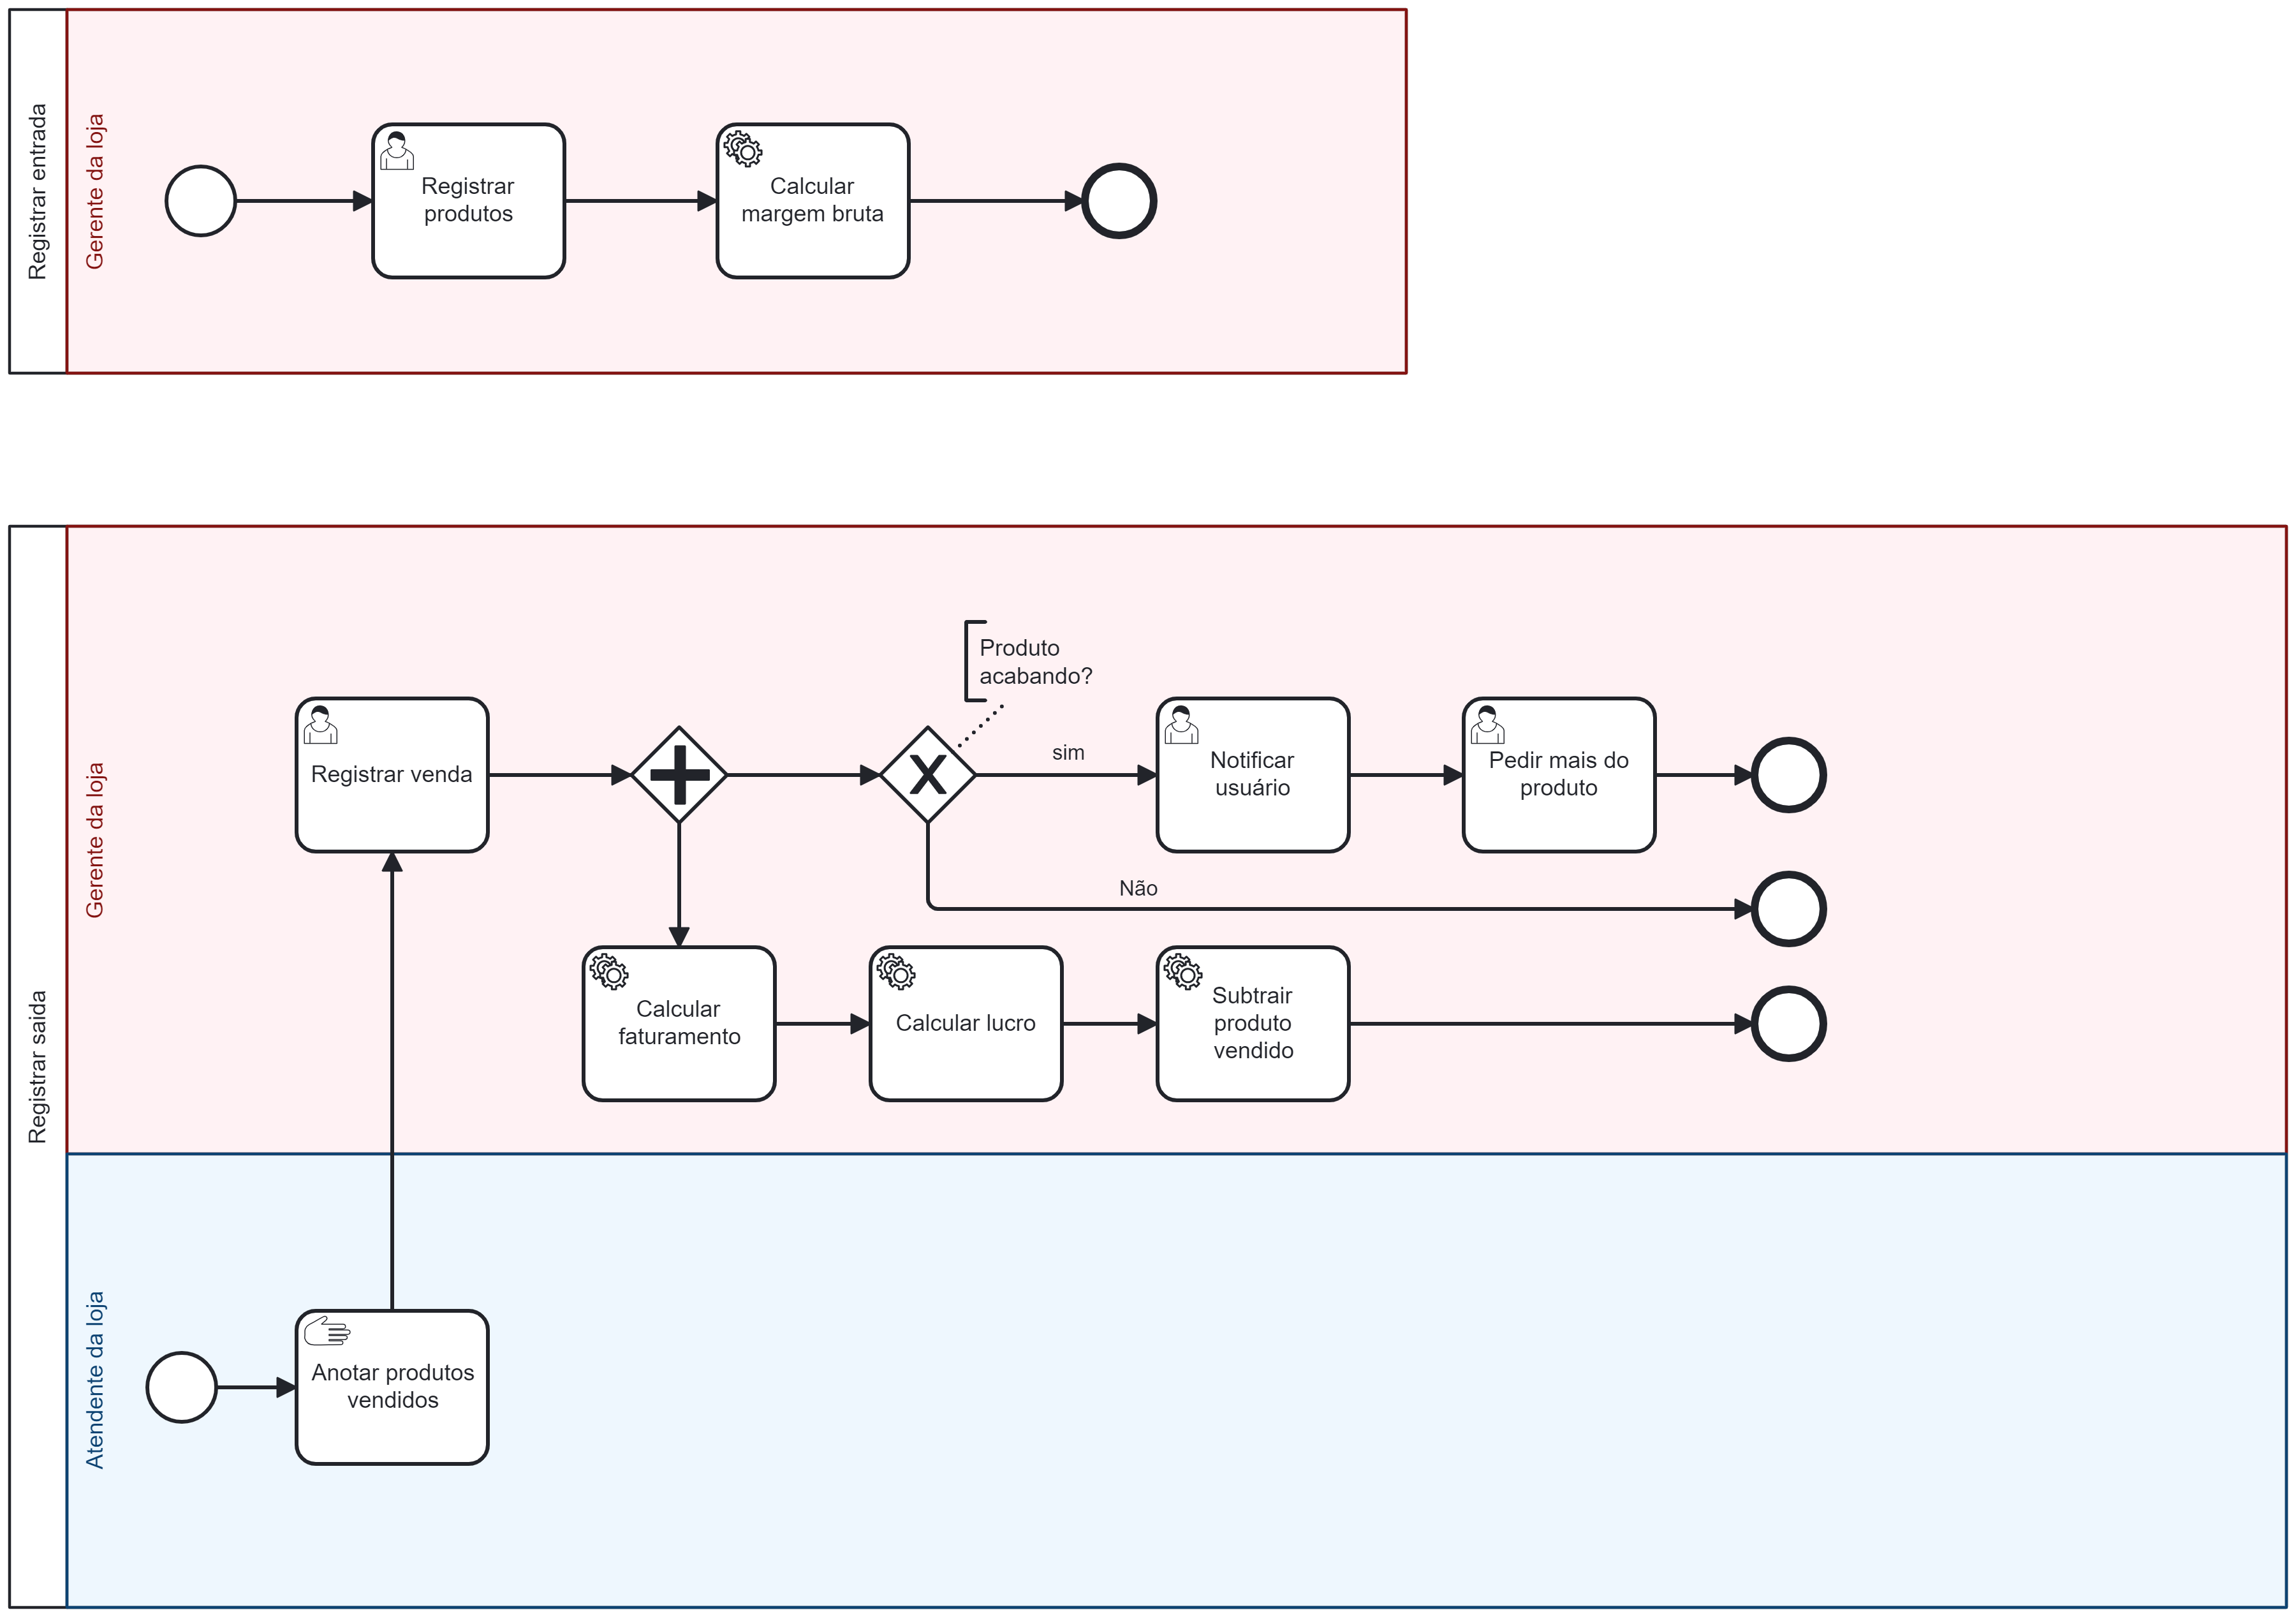 Registrar entrada
Gerente da loja
Registrar
produtos
Calcular
margem bruta
Registrar saida
Gerente da loja
Produto
acabando?
Registrar venda
sim
Notificar
usuário
Pedir mais do
produto
Não
Calcular
faturamento
Calcular lucro
Subtrair
produto
vendido
Atendente da loja
Anotar produtos
vendidos